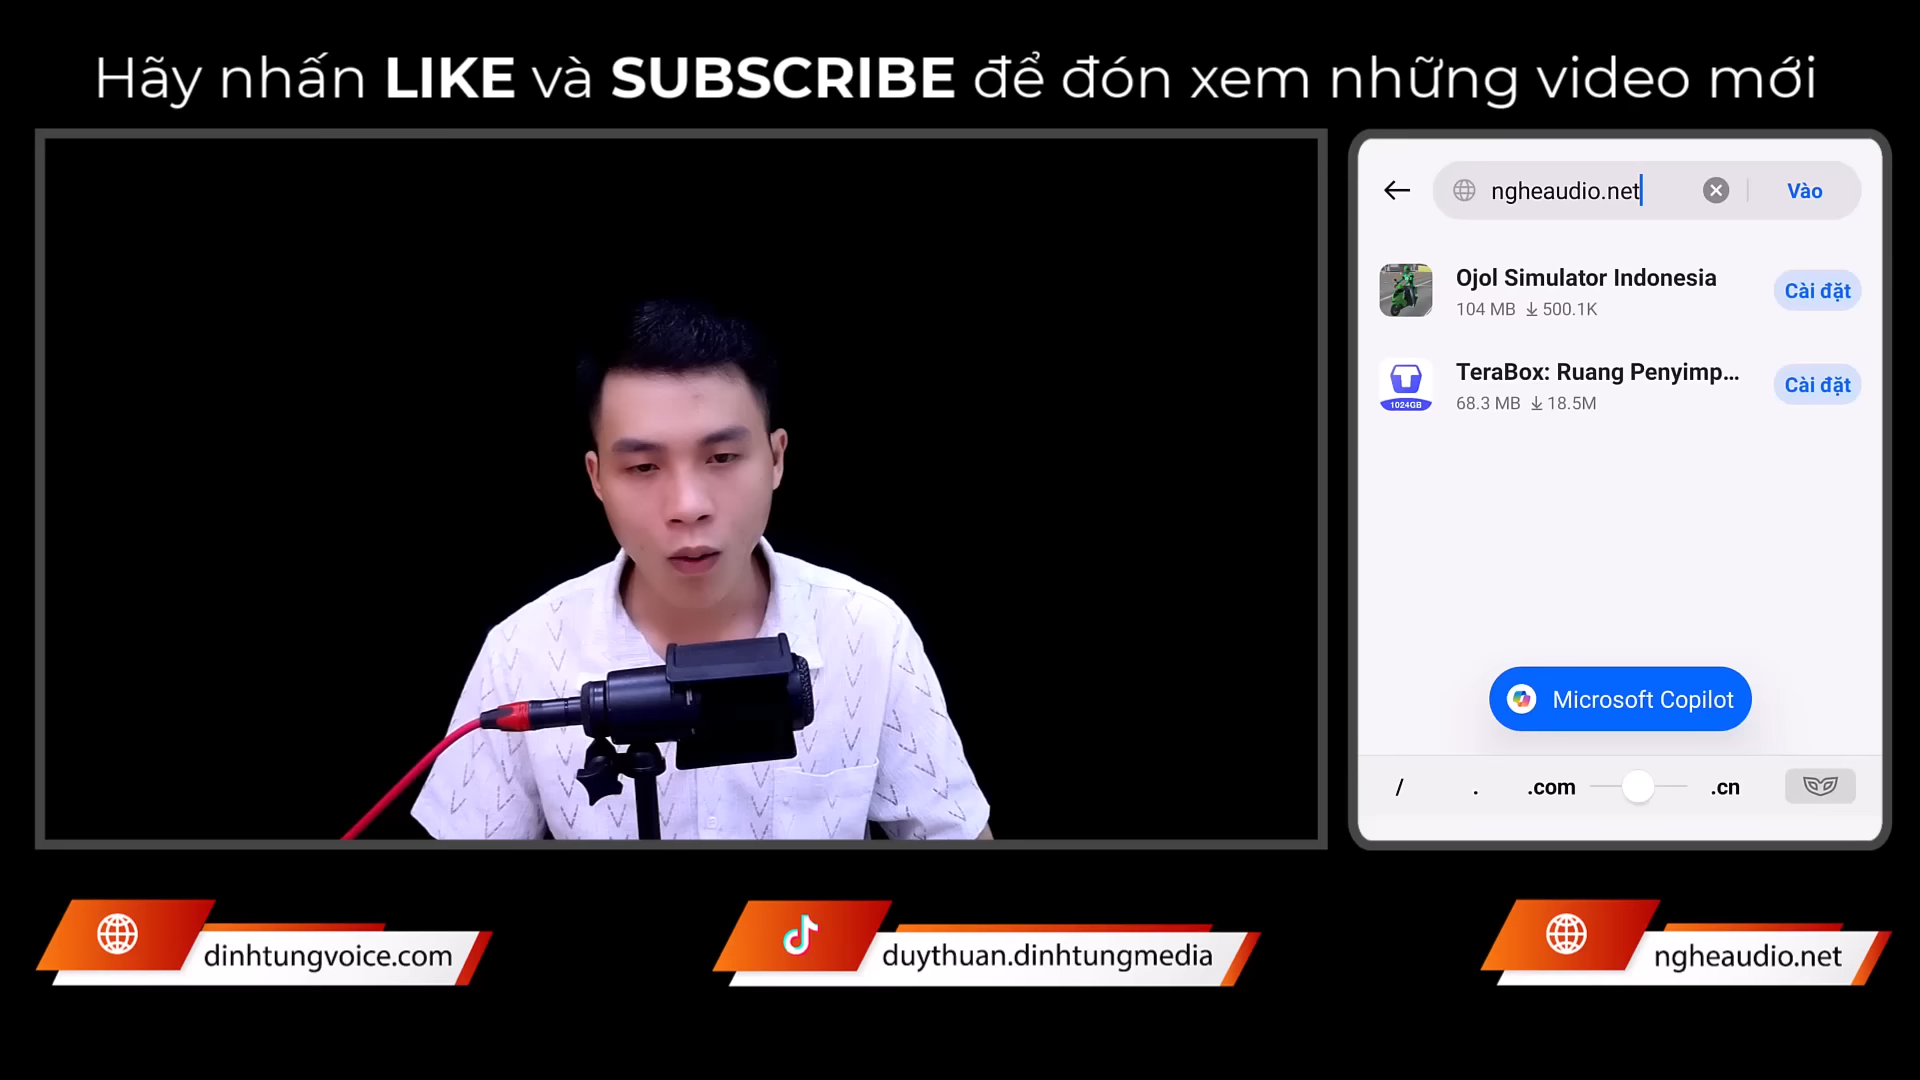 Hãy nhấn LIKE và SUBSCRIBE để đón xem những video mới
ngheaudio.net
Vào
Ojol Simulator Indonesia
104 MB 500.1K
Cài đặt
TeraBox: Ruang Penyimp...
1024GB
68.3 MB 18.5M
Cài đặt
Microsoft Copilot
/ . .com .cn
dinhtungvoice.com
duythuan.dinhtungmedia
ngheaudio.net